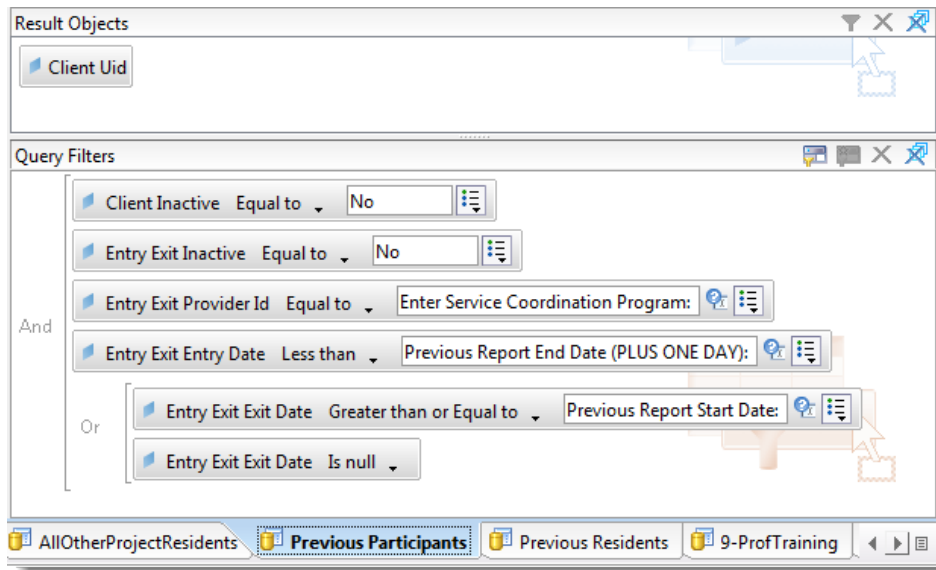 Result Objects
Client Uid
Query Filters
Client Inactive Equal to No
Entry Exit Inactive Equal to No
Entry Exit Provider Id Equal to Enter Service Coordination Program:
And
Entry Exit Entry Date Less than Previous Report End Date (PLUS ONE DAY):
Entry Exit Exit Date Greater than or Equal to Previous Report Start Date:
Or
Entry Exit Exit Date Is null
AllOtherProjectResidents Previous Participants Previous Residents 9-ProfTraining